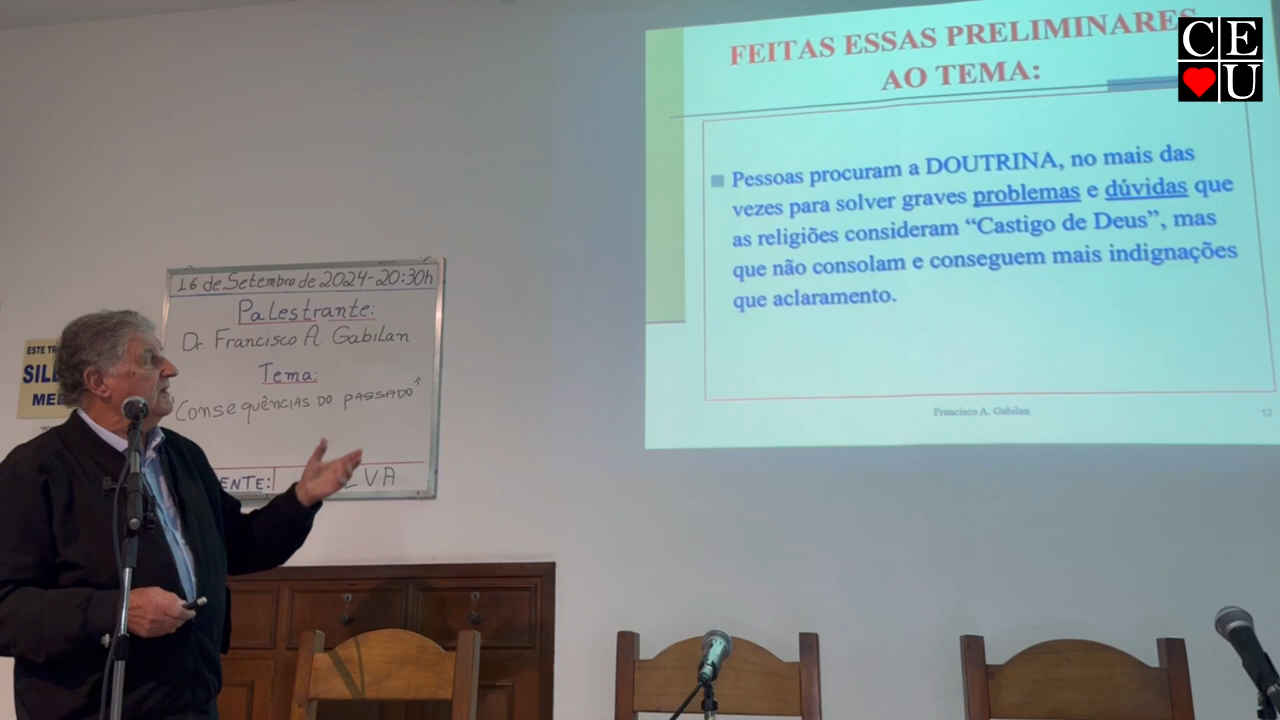 FEITAS ESSAS PRELIMINARES
AO TEMA:
CE
U
Pessoas procuram a DOUTRINA, no mais das
vezes para solver graves problemas e dúvidas que
as religiões consideram “Castigo de Deus”, mas
que não consolam e conseguem mais indignações
que aclaramento.
Francisco A. Gabilan
12
16 de Setembro de 2024-20:30h
Palestrante:
Dr. Francisco A. Gabilan
Tema:
Consequências do passado"
ENTE: LVA
ESTE
SIL